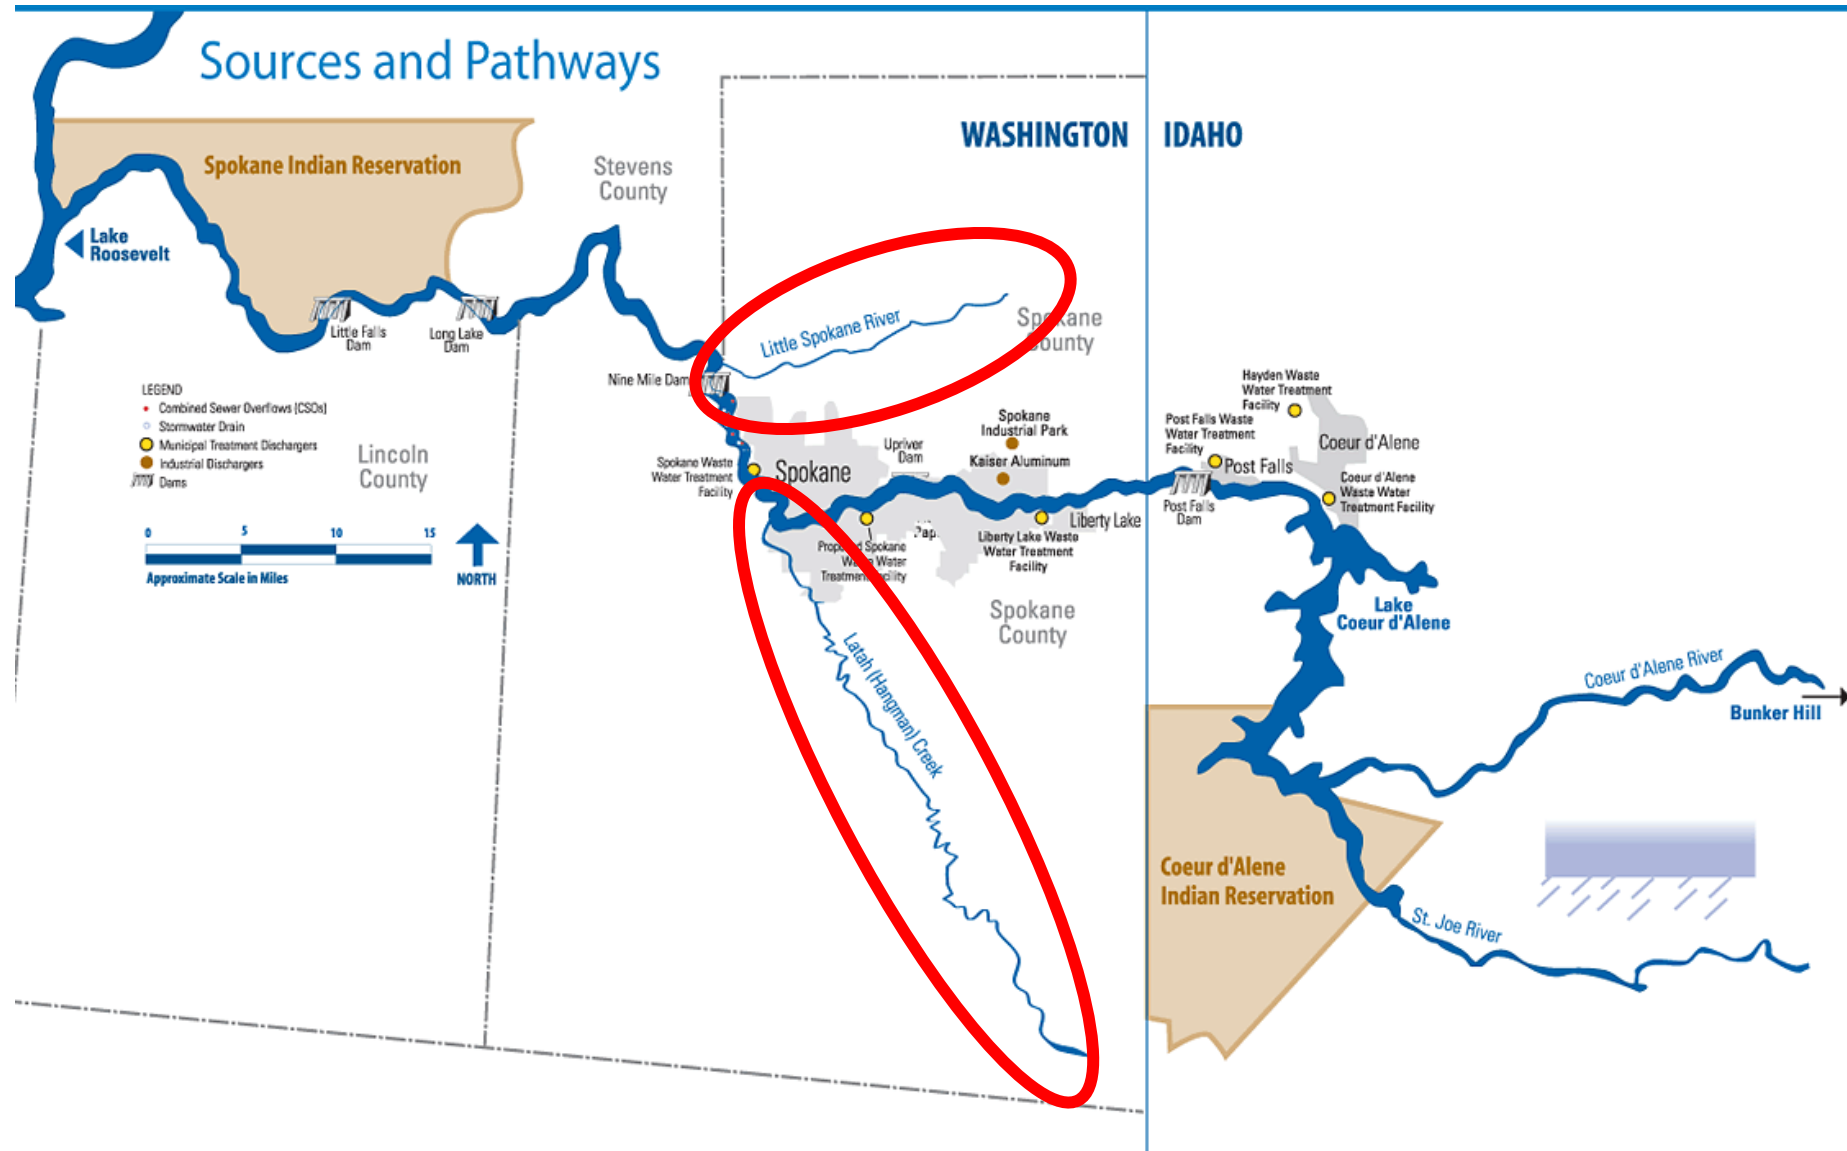 Sources and Pathways
WASHINGTON
IDAHO
Spokane Indian Reservation
Stevens
County
Lake
Roosevelt
Little Falls
Dam
Long Lake
Dam
Little Spokane River
Spokane
County
Nine Mile Dam
LEGEND
Combined Sewer Overflows (CSOs)
Stormwater Drain
Municipal Treatment Dischargers
Industrial Dischargers
Dams
Lincoln
County
0 5 10 15
Approximate Scale in Miles
NORTH
Spokane Waste
Water Treatment
Facility
Spokane
Upriver
Dam
Spokane
Industrial Park
Kaiser Aluminum
Hayden Waste
Water Treatment
Facility
Post Falls Waste
Water Treatment
Facility
Post Falls
Coeur d'Alene
Coeur d'Alene
Waste Water
Treatment Facility
Post Falls
Dam
Liberty Lake
Liberty Lake Waste
Water Treatment
Facility
Spokane
Water
Treatment
Spokane
County
Lake
Coeur d'Alene
Latah (Hangman) Creek
Coeur d'Alene River
Bunker Hill
Coeur d'Alene
Indian Reservation
St. Joe River